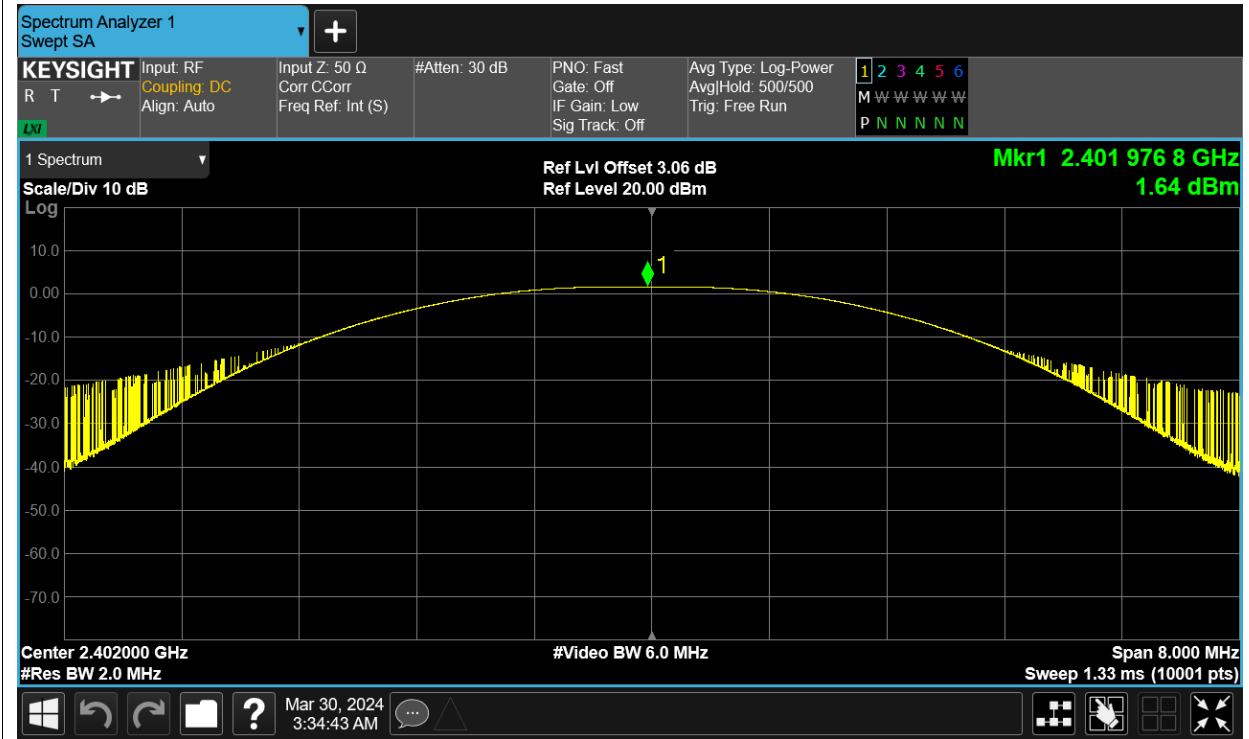 Spectrum Analyzer 1
Swept SA
KEYSIGHT
R T
LXI
Input: RF
Coupling: DC
Align: Auto
Input Z: 50 Ω
Corr CCorr
Freq Ref: Int (S)
#Atten: 30 dB
PNO: Fast
Gate: Off
IF Gain: Low
Sig Track: Off
Avg Type: Log-Power
Avg|Hold: 500/500
Trig: Free Run
1 2 3 4 5 6
M W W W W W
P N N N N N
1 Spectrum
Scale/Div 10 dB
Log
Ref Lvl Offset 3.06 dB
Ref Level 20.00 dBm
Mkr1 2.401 976 8 GHz
1.64 dBm
1
10.0
0.00
-10.0
-20.0
-30.0
-40.0
-50.0
-60.0
-70.0
Center 2.402000 GHz
#Res BW 2.0 MHz
#Video BW 6.0 MHz
Span 8.000 MHz
Sweep 1.33 ms (10001 pts)
?
Mar 30, 2024
3:34:43 AM